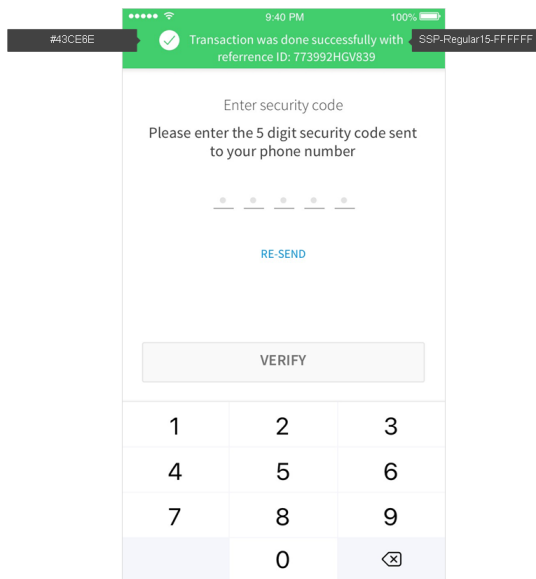 9:40 PM 100%
#43CE6E Transaction was done successfully with SSP-Regular15-FFFFFF
referrence ID: 773992HGV839
Enter security code
Please enter the 5 digit security code sent
to your phone number
RE-SEND
VERIFY
1 2 3
4 5 6
7 8 9
0